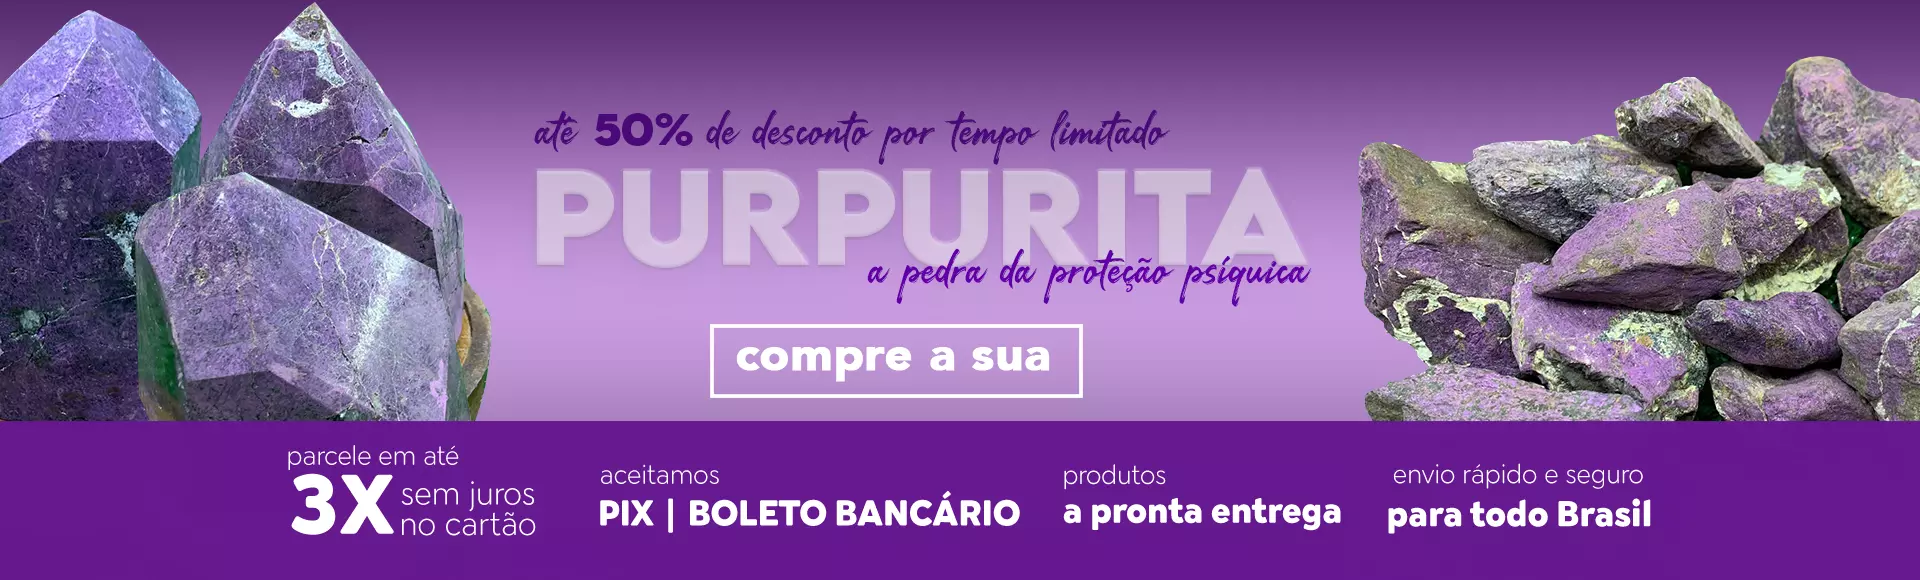 até 50% de desconto por tempo limitado
PURPURITA
a pedra da proteção psíquica
compre a sua
parcele em até
3X sem juros
no cartão
aceitamos
PIX | BOLETO BANCÁRIO
produtos
a pronta entrega
envio rápido e seguro
para todo Brasil